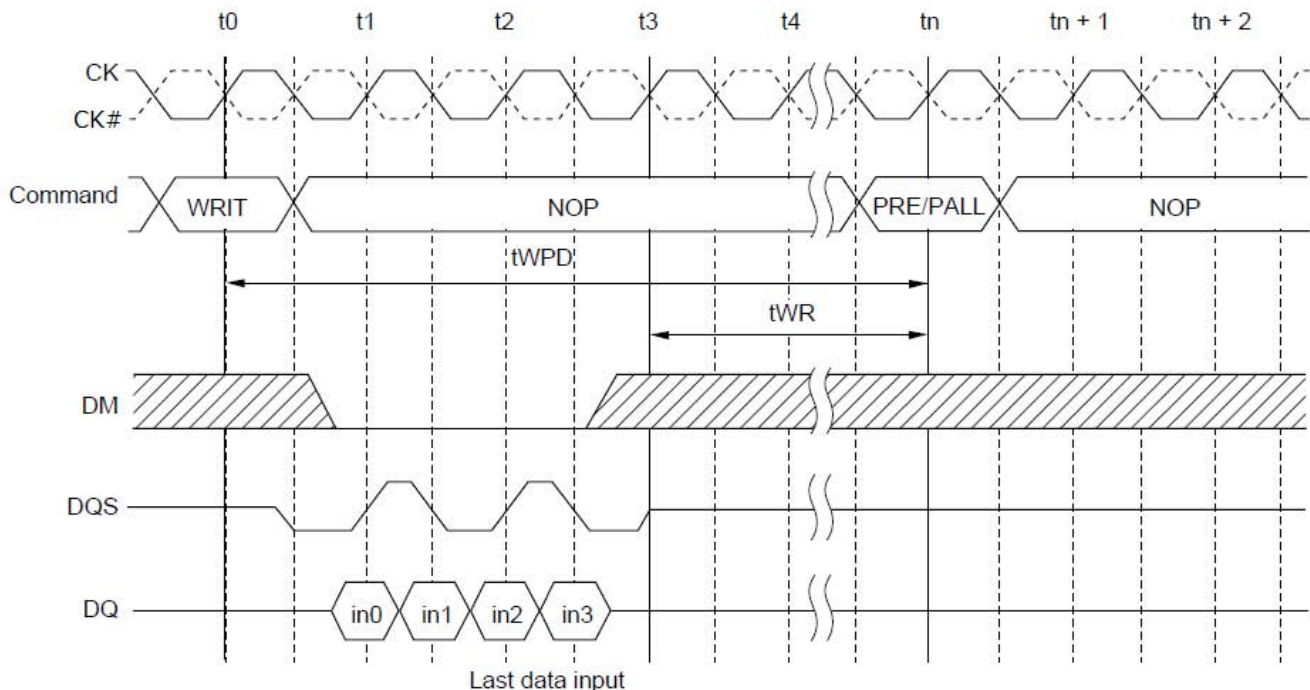 t0 t1 t2 t3 t4 tn tn + 1 tn + 2
CK
CK#
Command WRIT NOP PRE/PALL NOP
tWPD
tWR
DM
DQS
DQ in0 in1 in2 in3
Last data input